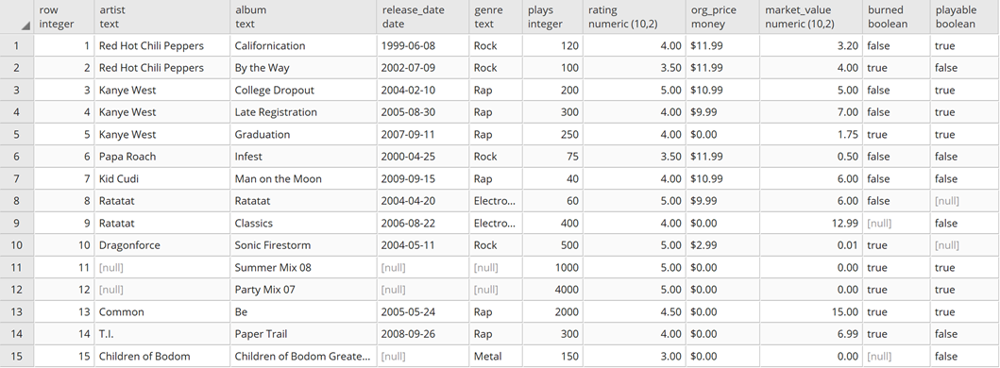 row artist album release_date genre plays rating org_price market_value burned playable
integer text text date text integer numeric (10,2) money numeric (10,2) boolean boolean
1 1 Red Hot Chili Peppers Californication 1999-06-08 Rock 120 4.00 $11.99 3.20 false true
2 2 Red Hot Chili Peppers By the Way 2002-07-09 Rock 100 3.50 $11.99 4.00 true false
3 3 Kanye West College Dropout 2004-02-10 Rap 200 5.00 $10.99 5.00 false true
4 4 Kanye West Late Registration 2005-08-30 Rap 300 4.00 $9.99 7.00 false true
5 5 Kanye West Graduation 2007-09-11 Rap 250 4.00 $0.00 1.75 true true
6 6 Papa Roach Infest 2000-04-25 Rock 75 3.50 $11.99 0.50 false false
7 7 Kid Cudi Man on the Moon 2009-09-15 Rap 40 4.00 $10.99 6.00 false true
8 8 Ratatat Ratatat 2004-04-20 Electro... 60 5.00 $9.99 6.00 false [null]
9 9 Ratatat Classics 2006-08-22 Electro... 400 4.00 $0.00 12.99 [null] false
10 10 Dragonforce Sonic Firestorm 2004-05-11 Rock 500 5.00 $2.99 0.01 true [null]
11 11 [null] Summer Mix 08 [null] [null] 1000 5.00 $0.00 0.00 true true
12 12 [null] Party Mix 07 [null] [null] 4000 5.00 $0.00 0.00 true true
13 13 Common Be 2005-05-24 Rap 2000 4.50 $0.00 15.00 true true
14 14 T.I. Paper Trail 2008-09-26 Rap 300 4.00 $0.00 6.99 true false
15 15 Children of Bodom Children of Bodom Greate... [null] Metal 150 3.00 $0.00 0.00 [null] false